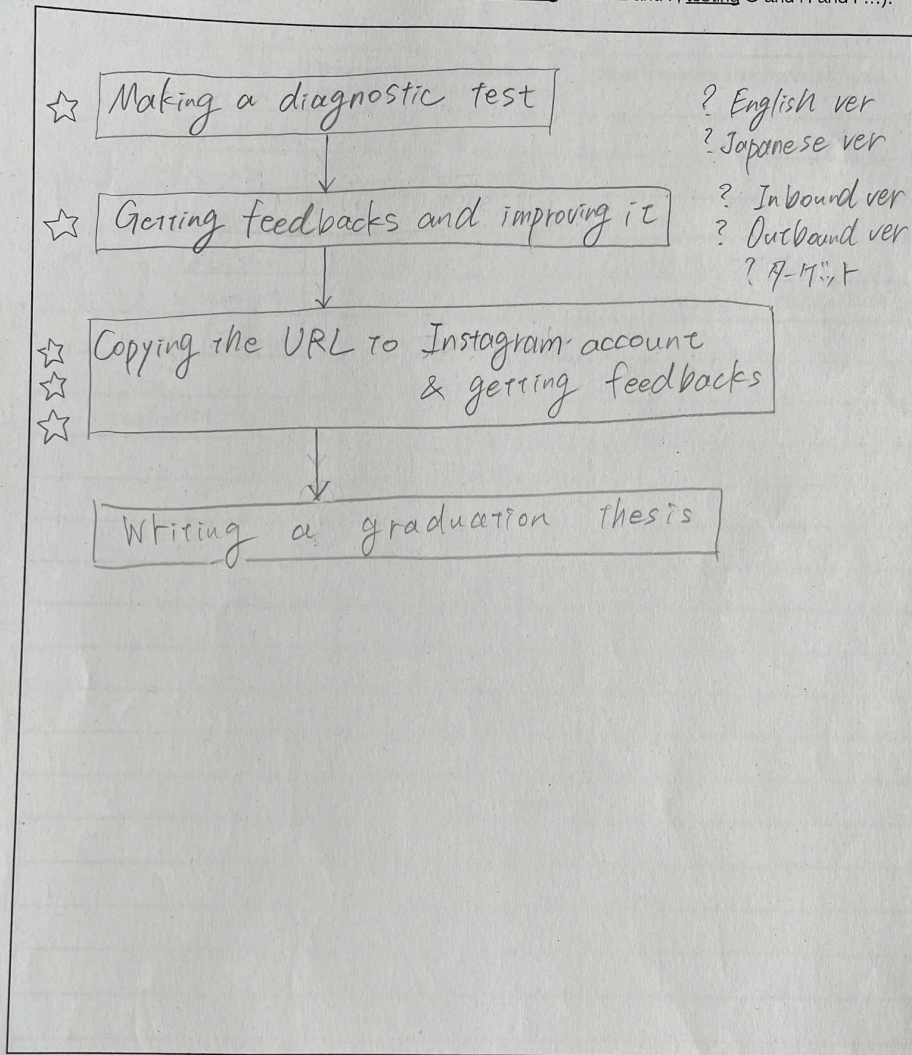 testing
☆ Making a diagnostic test
? English ver
? Japanese ver
☆ Getting feedbacks and improving it
? Inbound ver
? Outbound ver
? ターゲット
☆ Copying the URL to Instagram account
☆ & getting feedbacks
☆
Writing a graduation thesis